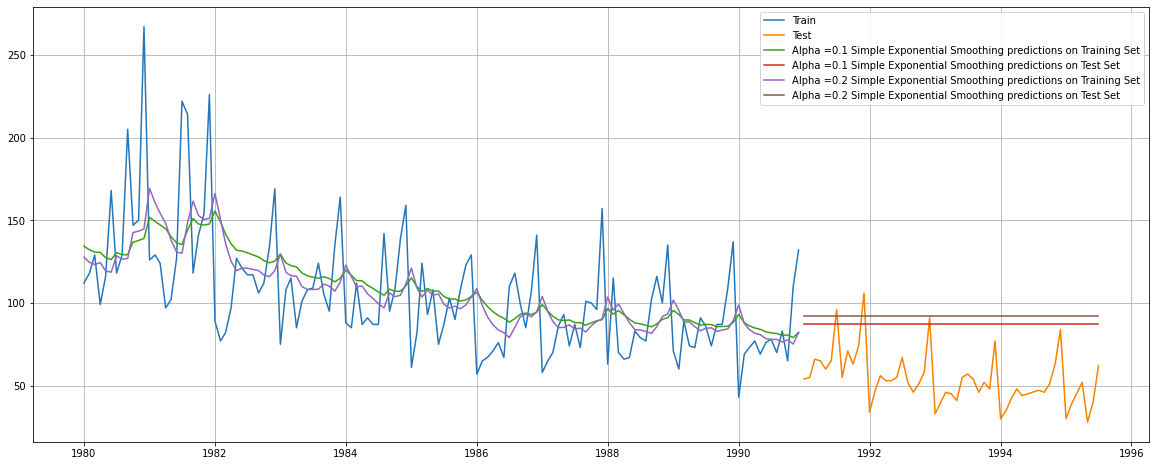 Train
Test
Alpha =0.1 Simple Exponential Smoothing predictions on Training Set
Alpha =0.1 Simple Exponential Smoothing predictions on Test Set
Alpha =0.2 Simple Exponential Smoothing predictions on Training Set
Alpha =0.2 Simple Exponential Smoothing predictions on Test Set
250
200
150
100
50
1980 1982 1984 1986 1988 1990 1992 1994 1996